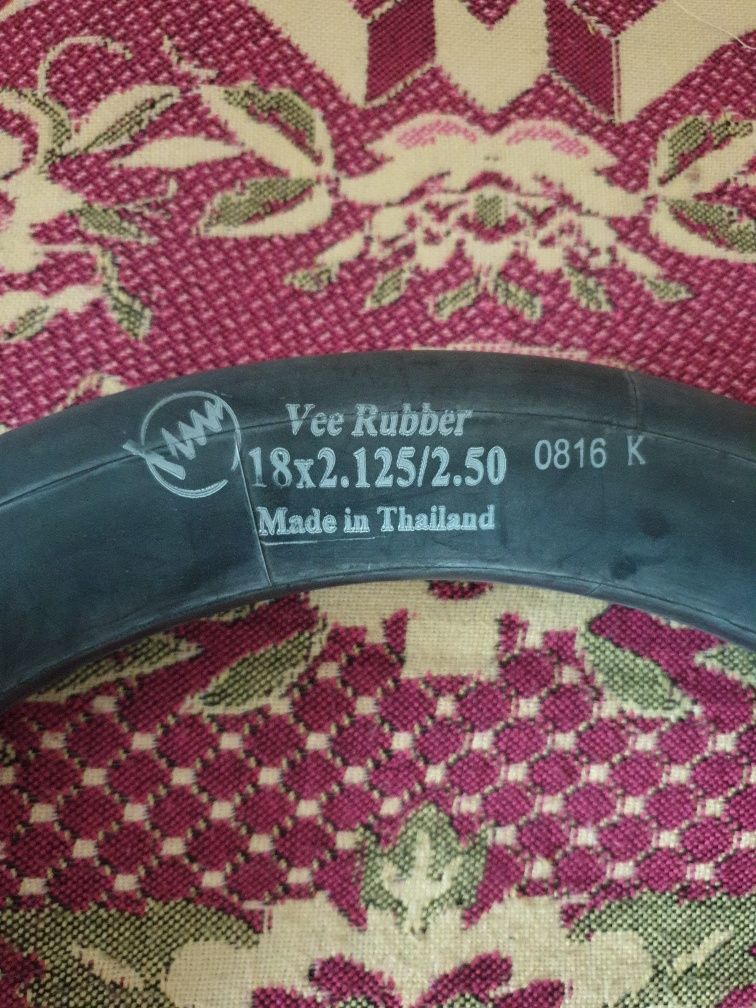 Vee Rubber
18x2.125/2.50 0816 K
Made in Thailand